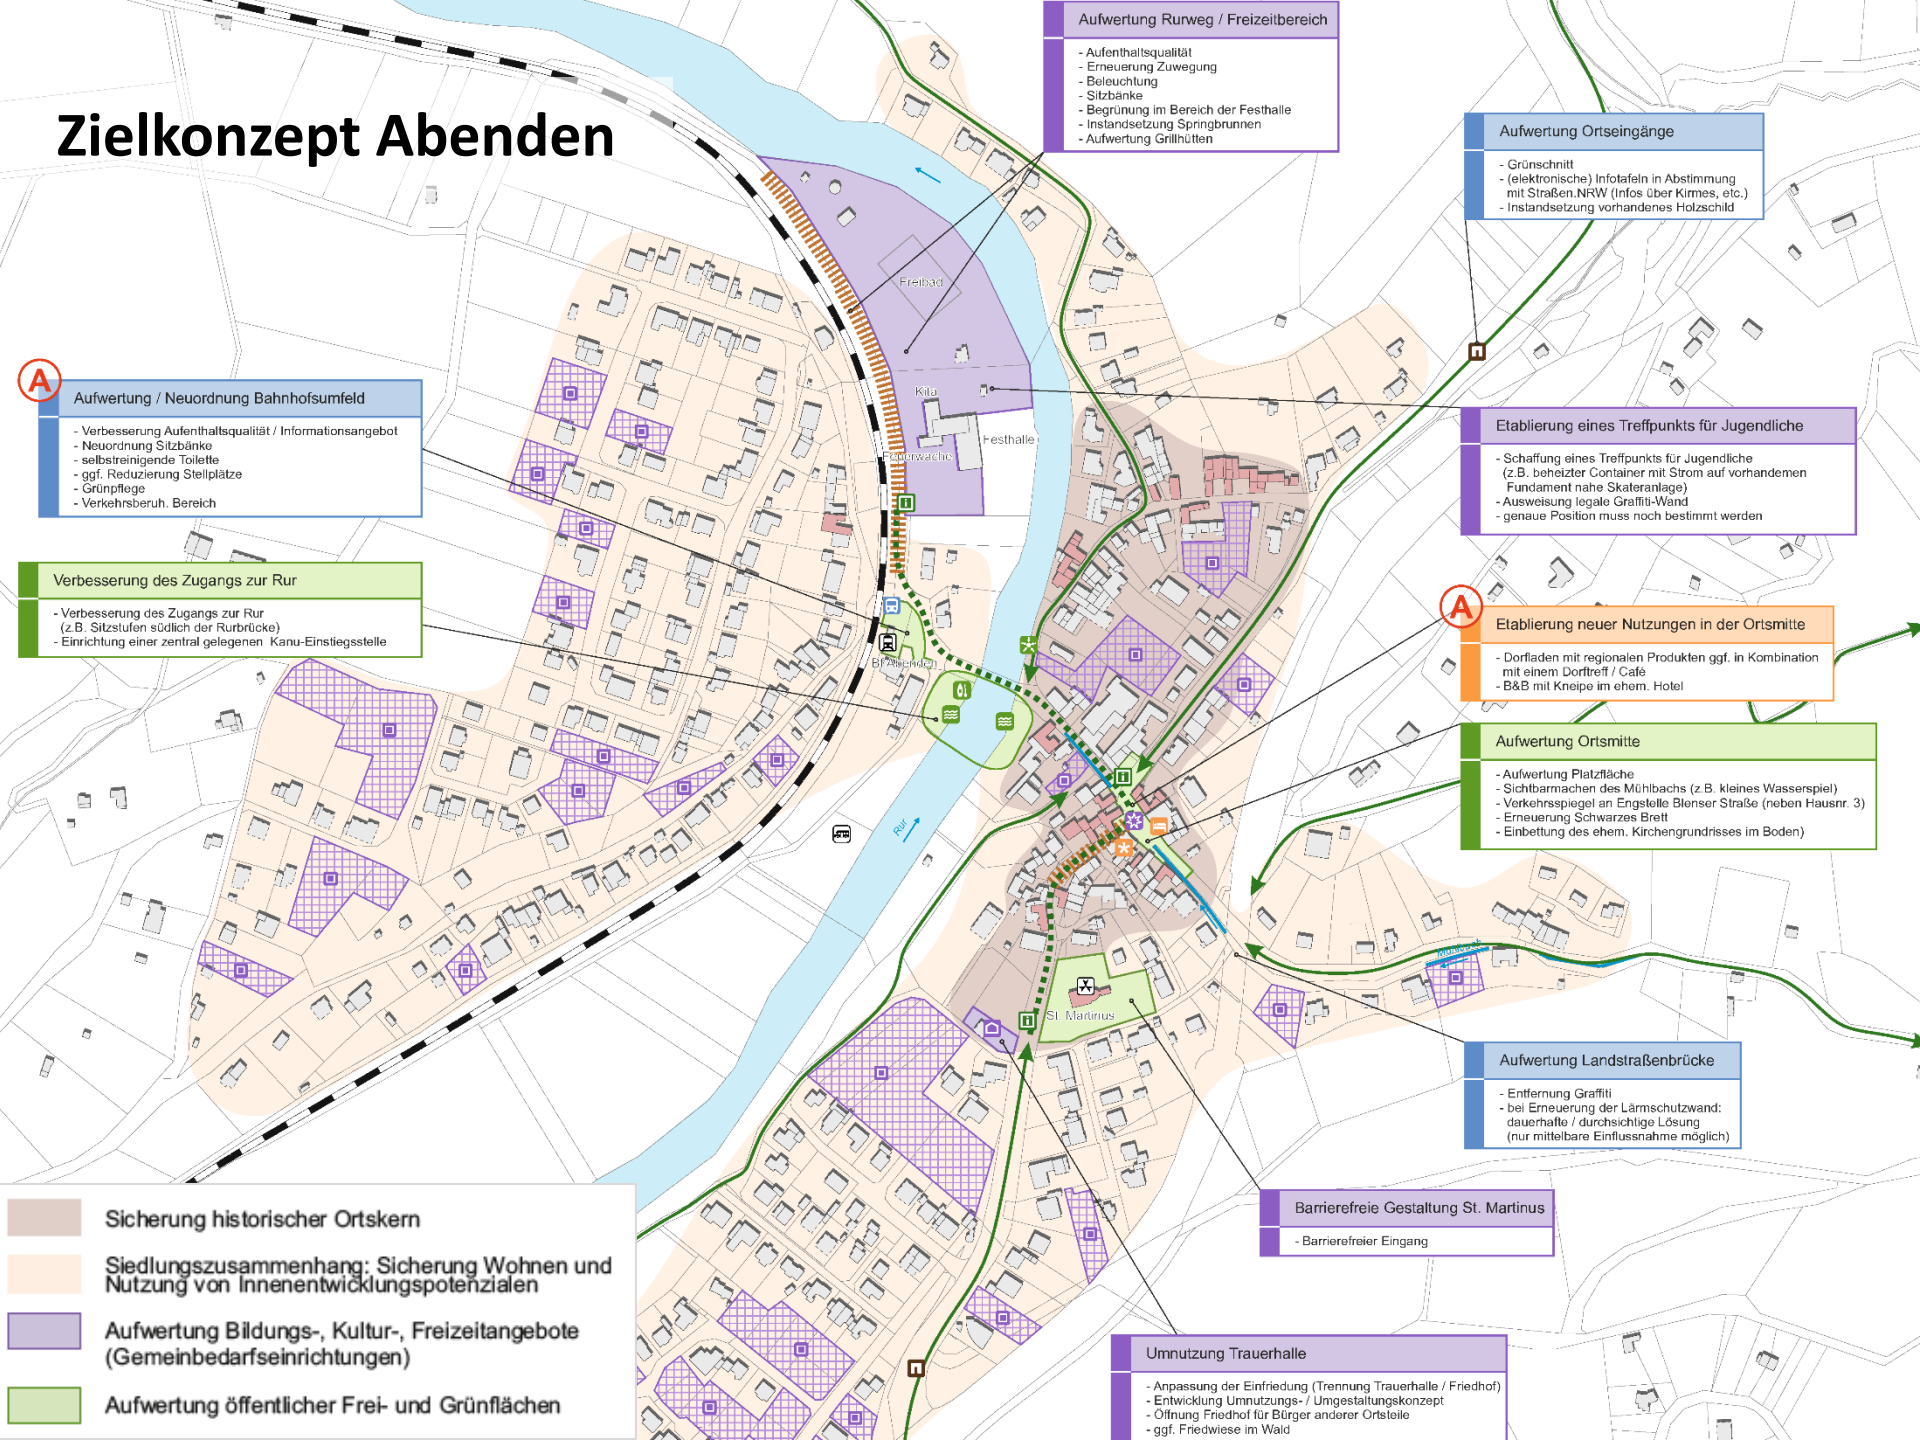 Zielkonzept Abenden
Aufwertung Rurweg / Freizeitbereich
- Aufenthaltsqualität
- Erneuerung Zuwegung
- Beleuchtung
- Sitzbänke
- Begrünung im Bereich der Festhalle
- Instandsetzung Springbrunnen
- Aufwertung Grillhütten
Aufwertung Ortseingänge
- Grünschnitt
- (elektronische) Infotafeln in Abstimmung
mit Straßen.NRW (Infos über Kirmes, etc.)
- Instandsetzung vorhandenes Holzschild
A
Aufwertung / Neuordnung Bahnhofsumfeld
- Verbesserung Aufenthaltsqualität / Informationsangebot
- Neuordnung Sitzbänke
- selbstreinigende Toilette
- ggf. Reduzierung Stellplätze
- Grünpflege
- Verkehrsberuh. Bereich
Verbesserung des Zugangs zur Rur
- Verbesserung des Zugangs zur Rur
(z.B. Sitzstufen südlich der Rurbrücke)
- Einrichtung einer zentral gelegenen Kanu-Einstiegsstelle
Freibad
Kita
Festhalle
Feuerwache
Bf Abenden
Rur
St. Martinus
Mühlbach
Etablierung eines Treffpunkts für Jugendliche
- Schaffung eines Treffpunkts für Jugendliche
(z.B. beheizter Container mit Strom auf vorhandemen
Fundament nahe Skateranlage)
- Ausweisung legale Graffiti-Wand
- genaue Position muss noch bestimmt werden
A
Etablierung neuer Nutzungen in der Ortsmitte
- Dorfladen mit regionalen Produkten ggf. in Kombination
mit einem Dorftreff / Café
- B&B mit Kneipe im ehem. Hotel
Aufwertung Ortsmitte
- Aufwertung Platzfläche
- Sichtbarmachen des Mühlbachs (z.B. kleines Wasserspiel)
- Verkehrsspiegel an Engstelle Blenser Straße (neben Hausnr. 3)
- Erneuerung Schwarzes Brett
- Einbettung des ehem. Kirchengrundrisses im Boden)
Aufwertung Landstraßenbrücke
- Entfernung Graffiti
- bei Erneuerung der Lärmschutzwand:
dauerhafte / durchsichtige Lösung
(nur mittelbare Einflussnahme möglich)
Barrierefreie Gestaltung St. Martinus
- Barrierefreier Eingang
Umnutzung Trauerhalle
- Anpassung der Einfriedung (Trennung Trauerhalle / Friedhof)
- Entwicklung Umnutzungs- / Umgestaltungskonzept
- Öffnung Friedhof für Bürger anderer Ortsteile
- ggf. Friedwiese im Wald
Sicherung historischer Ortskern
Siedlungszusammenhang: Sicherung Wohnen und
Nutzung von Innenentwicklungspotenzialen
Aufwertung Bildungs-, Kultur-, Freizeitangebote
(Gemeinbedarfseinrichtungen)
Aufwertung öffentlicher Frei- und Grünflächen